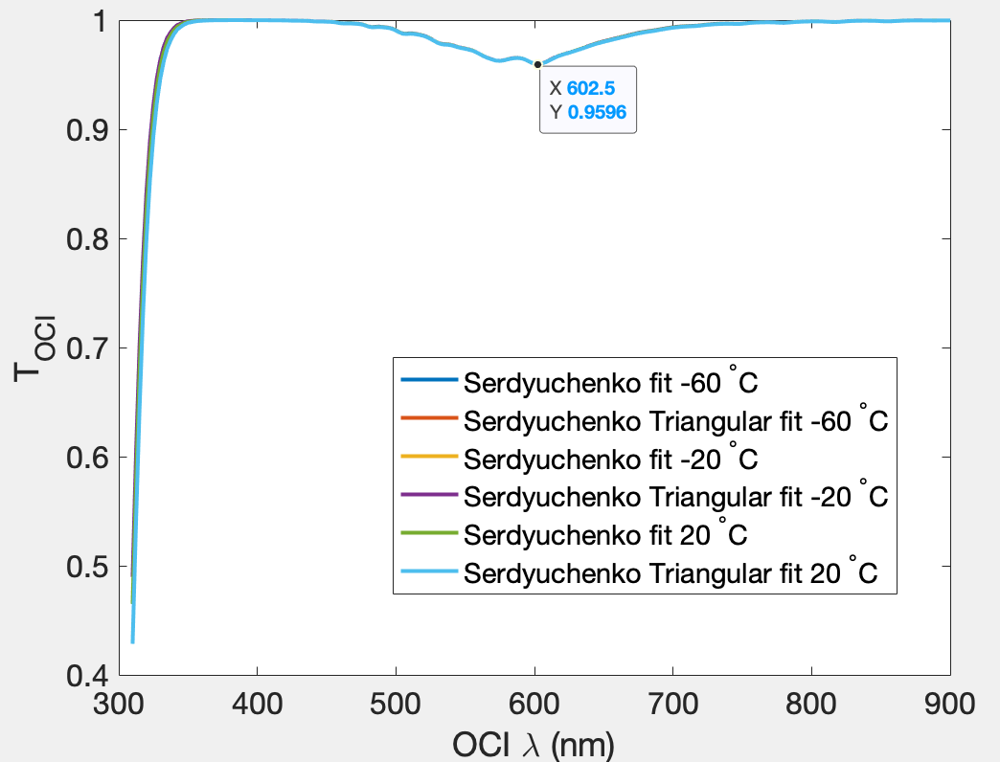 1
0.9
0.8
0.7
0.6
0.5
0.4
T_OCI
X 602.5
Y 0.9596
Serdyuchenko fit -60 °C
Serdyuchenko Triangular fit -60 °C
Serdyuchenko fit -20 °C
Serdyuchenko Triangular fit -20 °C
Serdyuchenko fit 20 °C
Serdyuchenko Triangular fit 20 °C
300 400 500 600 700 800 900
OCI λ (nm)